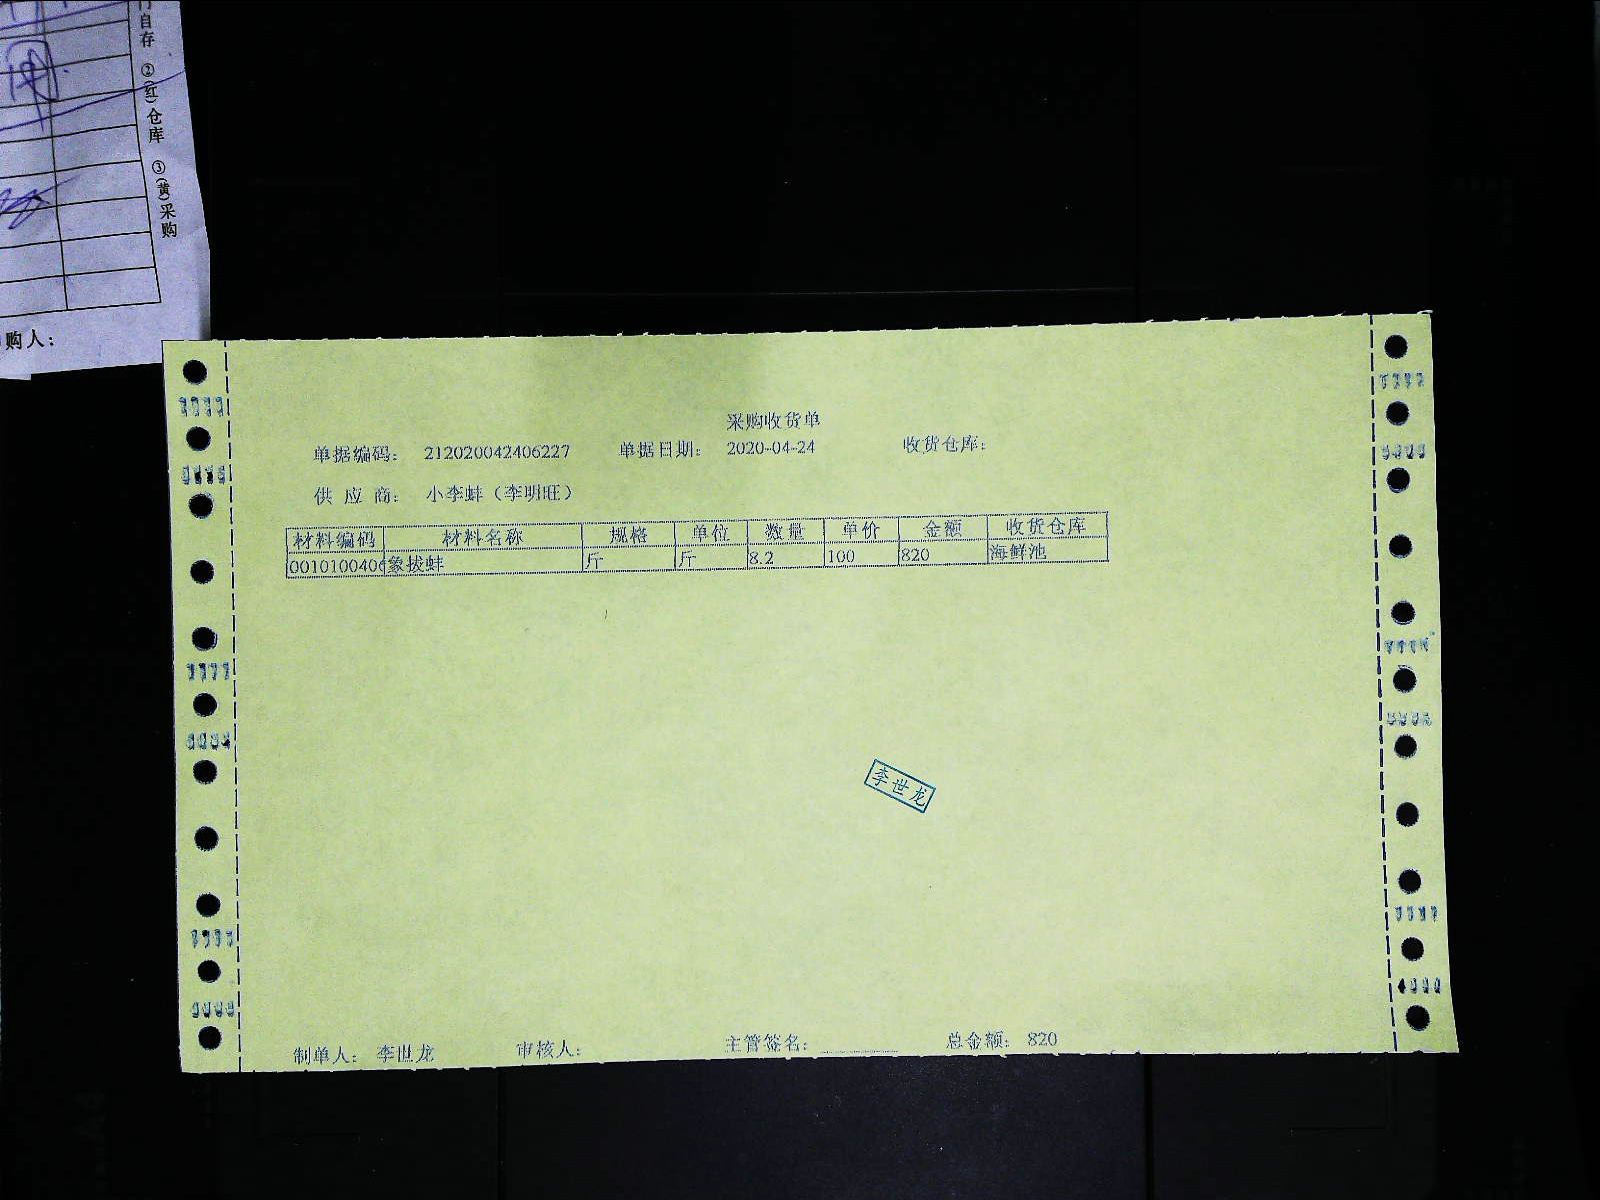 自存 ②(红)仓库 ③(黄)采购
购人：
采购收货单
单据编码： 212020042406227 单据日期： 2020-04-24 收货仓库：
供 应 商： 小李蚌（李明旺）
材料编码 材料名称 规格 单位 数量 单价 金额 收货仓库
0010100406 象拔蚌 斤 斤 8.2 100 820 海鲜池
李世龙
制单人： 李世龙 审核人： 主管签名： 总金额： 820